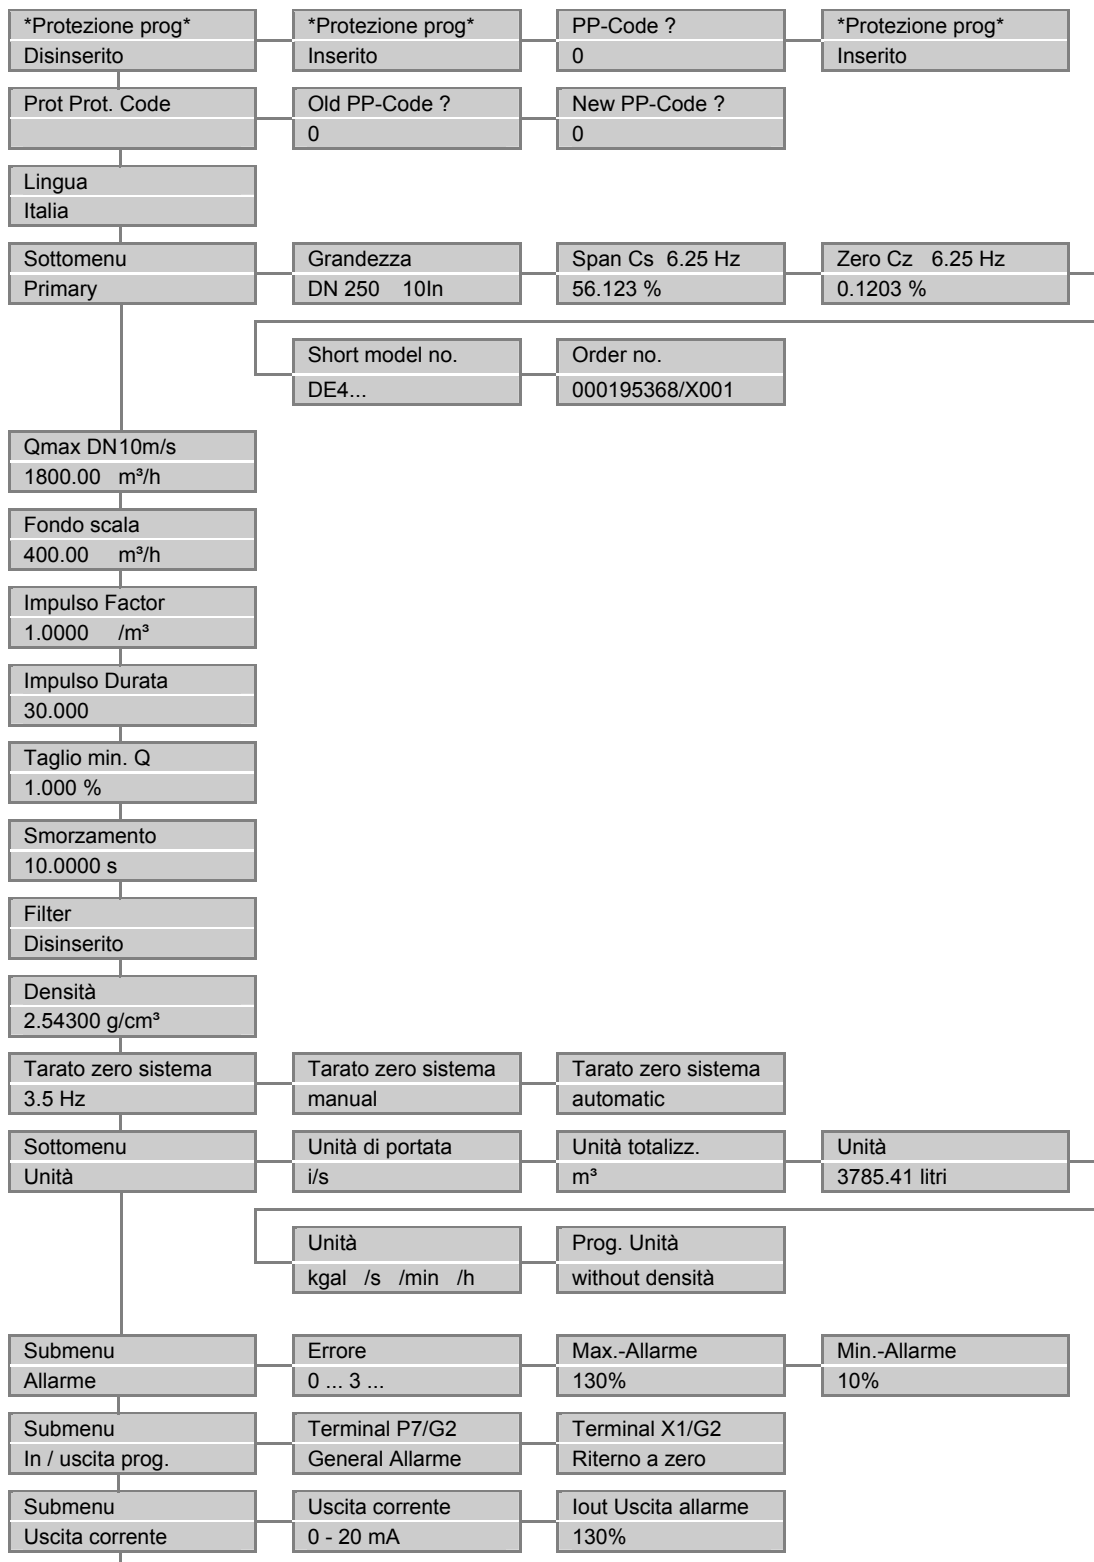 *Protezione prog*
Disinserito
*Protezione prog*
Inserito
PP-Code ?
0
*Protezione prog*
Inserito
Prot Prot. Code
Old PP-Code ?
0
New PP-Code ?
0
Lingua
Italia
Sottomenu
Primary
Grandezza
DN 250 10In
Span Cs 6.25 Hz
56.123 %
Zero Cz 6.25 Hz
0.1203 %
Short model no.
DE4...
Order no.
000195368/X001
Qmax DN10m/s
1800.00 m³/h
Fondo scala
400.00 m³/h
Impulso Factor
1.0000 /m³
Impulso Durata
30.000
Taglio min. Q
1.000 %
Smorzamento
10.0000 s
Filter
Disinserito
Densità
2.54300 g/cm³
Tarato zero sistema
3.5 Hz
Tarato zero sistema
manual
Tarato zero sistema
automatic
Sottomenu
Unità
Unità di portata
i/s
Unità totalizz.
m³
Unità
3785.41 litri
Unità
kgal /s /min /h
Prog. Unità
without densità
Submenu
Allarme
Errore
0 ... 3 ...
Max.-Allarme
130%
Min.-Allarme
10%
Submenu
In / uscita prog.
Terminal P7/G2
General Allarme
Terminal X1/G2
Riterno a zero
Submenu
Uscita corrente
Uscita corrente
0 - 20 mA
Iout Uscita allarme
130%